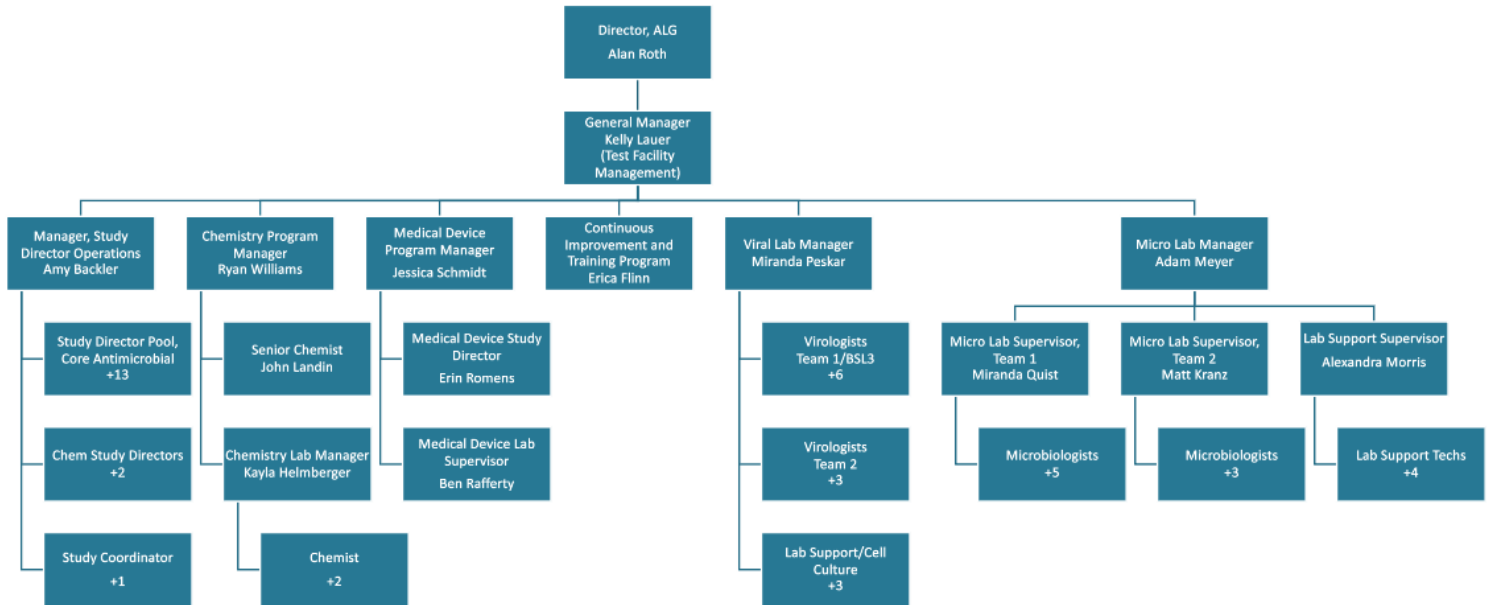 Director, ALG
Alan Roth
General Manager
Kelly Lauer
(Test Facility
Management)
Manager, Study
Director Operations
Amy Backler
Chemistry Program
Manager
Ryan Williams
Medical Device
Program Manager
Jessica Schmidt
Continuous
Improvement and
Training Program
Erica Flinn
Viral Lab Manager
Miranda Peskar
Micro Lab Manager
Adam Meyer
Study Director Pool,
Core Antimicrobial
+13
Senior Chemist
John Landin
Medical Device Study
Director
Erin Romens
Virologists
Team 1/BSL3
+6
Micro Lab Supervisor,
Team 1
Miranda Quist
Micro Lab Supervisor,
Team 2
Matt Kranz
Lab Support Supervisor
Alexandra Morris
Chem Study Directors
+2
Chemistry Lab Manager
Kayla Helmberger
Medical Device Lab
Supervisor
Ben Rafferty
Virologists
Team 2
+3
Microbiologists
+5
Microbiologists
+3
Lab Support Techs
+4
Study Coordinator
+1
Chemist
+2
Lab Support/Cell
Culture
+3